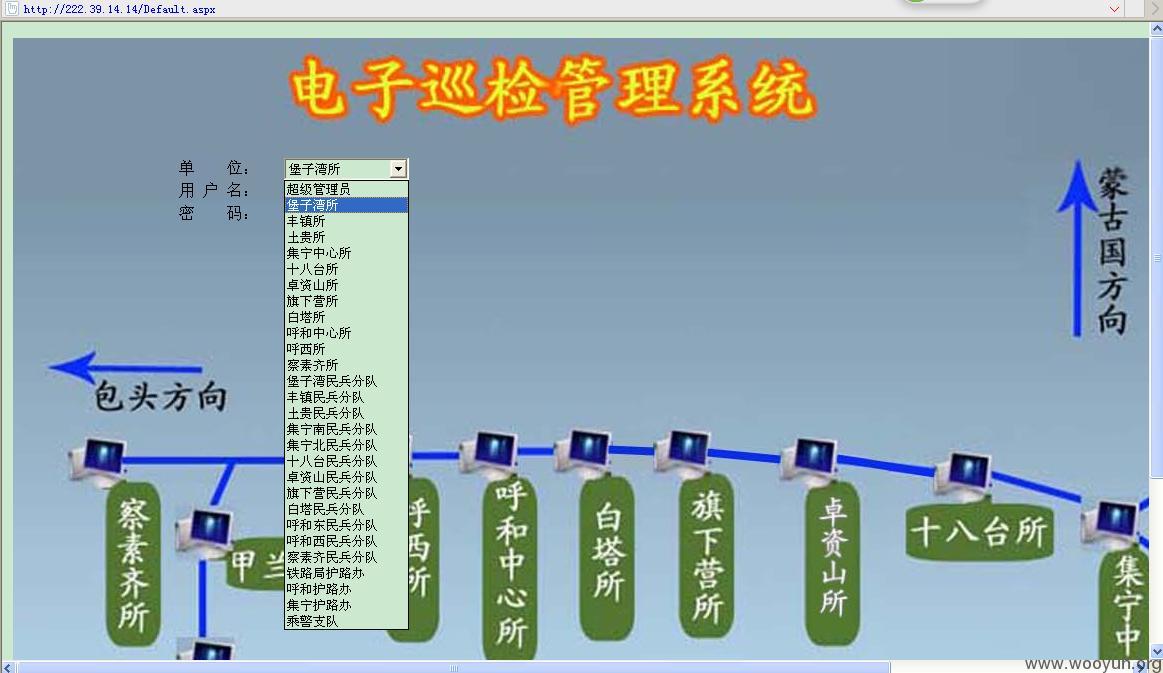 http://222.39.14.14/Default.aspx
电子巡检管理系统
单 位：
堡子湾所
用 户 名：
密 码：
超级管理员
堡子湾所
丰镇所
土贵所
集宁中心所
十八台所
卓资山所
旗下营所
白塔所
呼和中心所
呼西所
察素齐所
堡子湾民兵分队
丰镇民兵分队
土贵民兵分队
集宁南民兵分队
集宁北民兵分队
十八台民兵分队
卓资山民兵分队
旗下营民兵分队
白塔民兵分队
呼和东民兵分队
呼和西民兵分队
察素齐民兵分队
铁路局护路办
呼和护路办
集宁护路办
乘警支队
蒙古国方向
包头方向
察素齐所
甲兰
呼西所
呼和中心所
白塔所
旗下营所
卓资山所
十八台所
集宁中
www.wooyun.org